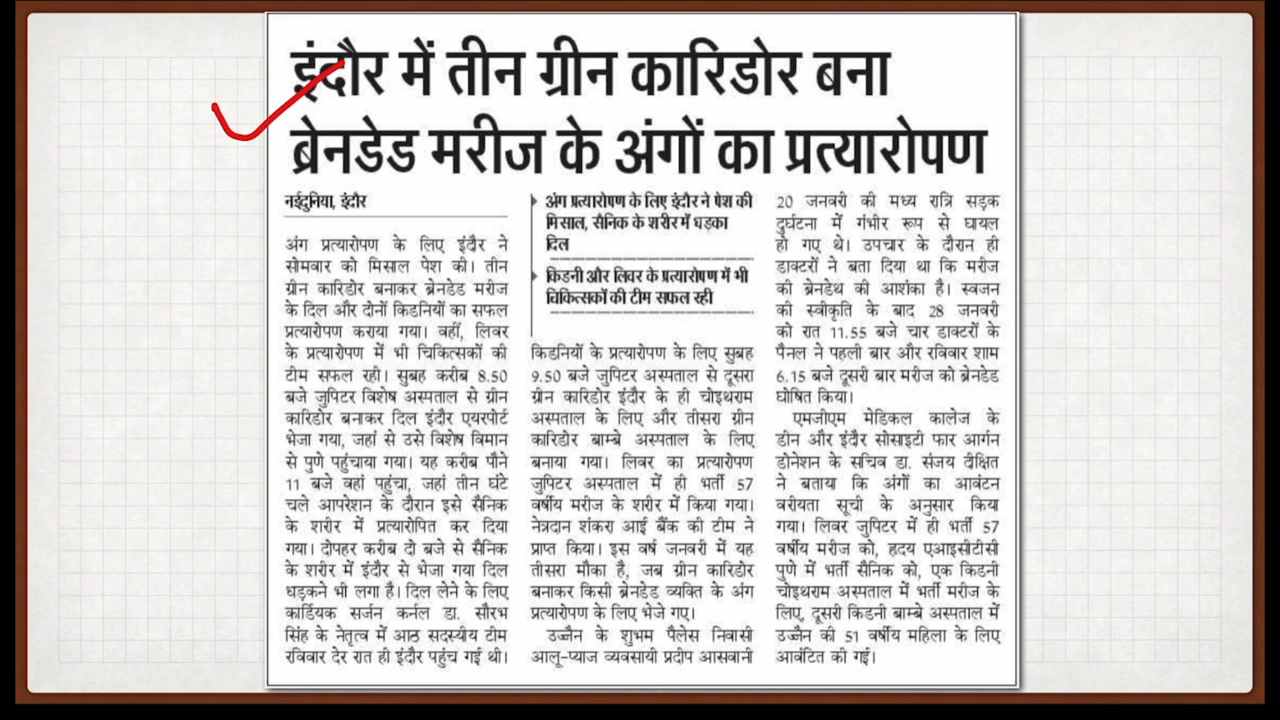 इंदौर में तीन ग्रीन कारिडोर बना
ब्रेनडेड मरीज के अंगों का प्रत्यारोपण
नईदुनिया, इंदौर
अंग प्रत्यारोपण के लिए इंदौर ने
सोमवार को मिसाल पेश की। तीन
ग्रीन कारिडोर बनाकर ब्रेनडेड मरीज
के दिल और दोनों किडनियों का सफल
प्रत्यारोपण कराया गया। वहीं, लिवर
के प्रत्यारोपण में भी चिकित्सकों की
टीम सफल रही। सुबह करीब 8.50
बजे जुपिटर विशेष अस्पताल से ग्रीन
कारिडोर बनाकर दिल इंदौर एयरपोर्ट
भेजा गया, जहां से उसे विशेष विमान
से पुणे पहुंचाया गया। यह करीब पौने
11 बजे वहां पहुंचा, जहां तीन घंटे
चले आपरेशन के दौरान इसे सैनिक
के शरीर में प्रत्यारोपित कर दिया
गया। दोपहर करीब दो बजे से सैनिक
के शरीर में इंदौर से भेजा गया दिल
धड़कने भी लगा है। दिल लेने के लिए
कार्डियक सर्जन कर्नल डा. सौरभ
सिंह के नेतृत्व में आठ सदस्यीय टीम
रविवार देर रात ही इंदौर पहुंच गई थी।
अंग प्रत्यारोपण के लिए इंदौर ने पेश की
मिसाल, सैनिक के शरीर में धड़का
दिल
किडनी और लिवर के प्रत्यारोपण में भी
चिकित्सकों की टीम सफल रही
किडनियों के प्रत्यारोपण के लिए सुबह
9.50 बजे जुपिटर अस्पताल से दूसरा
ग्रीन कारिडोर इंदौर के ही चोइथराम
अस्पताल के लिए और तीसरा ग्रीन
कारिडोर बाम्बे अस्पताल के लिए
बनाया गया। लिवर का प्रत्यारोपण
जुपिटर अस्पताल में ही भर्ती 57
वर्षीय मरीज के शरीर में किया गया।
नेत्रदान शंकरा आई बैंक की टीम ने
प्राप्त किया। इस वर्ष जनवरी में यह
तीसरा मौका है, जब ग्रीन कारिडोर
बनाकर किसी ब्रेनडेड व्यक्ति के अंग
प्रत्यारोपण के लिए भेजे गए।
उज्जैन के शुभम पैलेस निवासी
आलू-प्याज व्यवसायी प्रदीप आसवानी
20 जनवरी की मध्य रात्रि सड़क
दुर्घटना में गंभीर रूप से घायल
हो गए थे। उपचार के दौरान ही
डाक्टरों ने बता दिया था कि मरीज
की ब्रेनडेथ की आशंका है। स्वजन
की स्वीकृति के बाद 28 जनवरी
को रात 11.55 बजे चार डाक्टरों के
पैनल ने पहली बार और रविवार शाम
6.15 बजे दूसरी बार मरीज को ब्रेनडेड
घोषित किया।
एमजीएम मेडिकल कालेज के
डीन और इंदौर सोसाइटी फार आर्गन
डोनेशन के सचिव डा. संजय दीक्षित
ने बताया कि अंगों का आवंटन
वरीयता सूची के अनुसार किया
गया। लिवर जुपिटर में ही भर्ती 57
वर्षीय मरीज को, हृदय एआइसीटीसी
पुणे में भर्ती सैनिक को, एक किडनी
चोइथराम अस्पताल में भर्ती मरीज के
लिए, दूसरी किडनी बाम्बे अस्पताल में
उज्जैन की 51 वर्षीय महिला के लिए
आवंटित की गई।